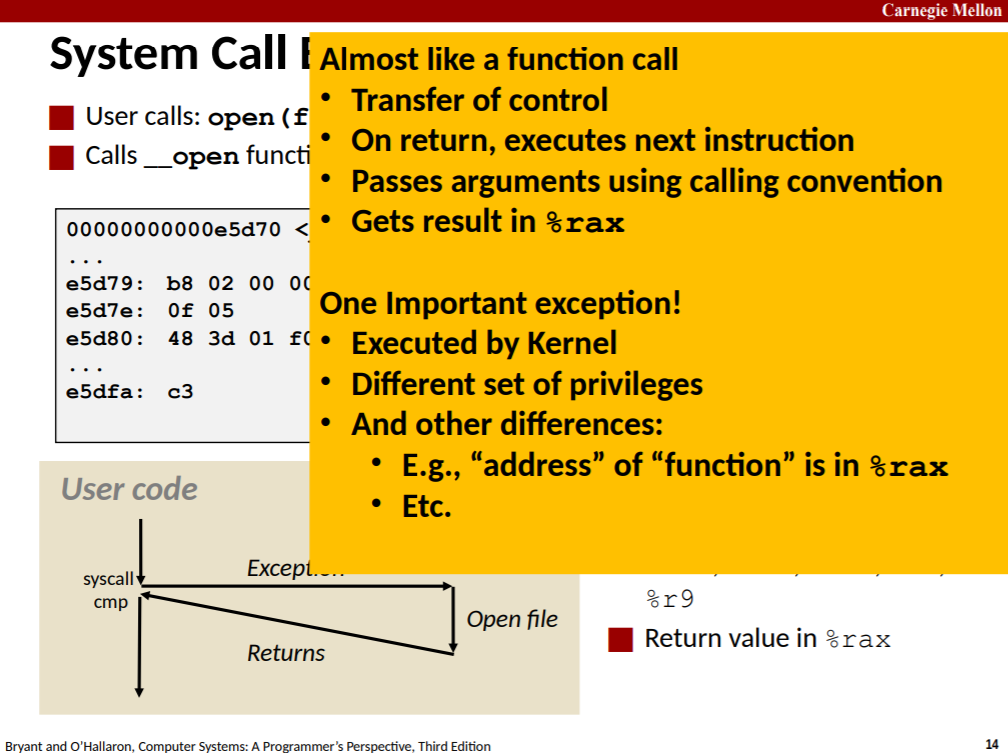 Carnegie Mellon
System Call
Almost like a function call
• Transfer of control
• On return, executes next instruction
• Passes arguments using calling convention
• Gets result in %rax
One Important exception!
• Executed by Kernel
• Different set of privileges
• And other differences:
• E.g., “address” of “function” is in %rax
• Etc.
User calls: open(f
Calls __open functi
00000000000e5d70 <_
...
e5d79: b8 02 00 00
e5d7e: 0f 05
e5d80: 48 3d 01 f0
...
e5dfa: c3
User code
Exception
syscall
cmp
Open file
Returns
%r9
Return value in %rax
Bryant and O’Hallaron, Computer Systems: A Programmer’s Perspective, Third Edition
14